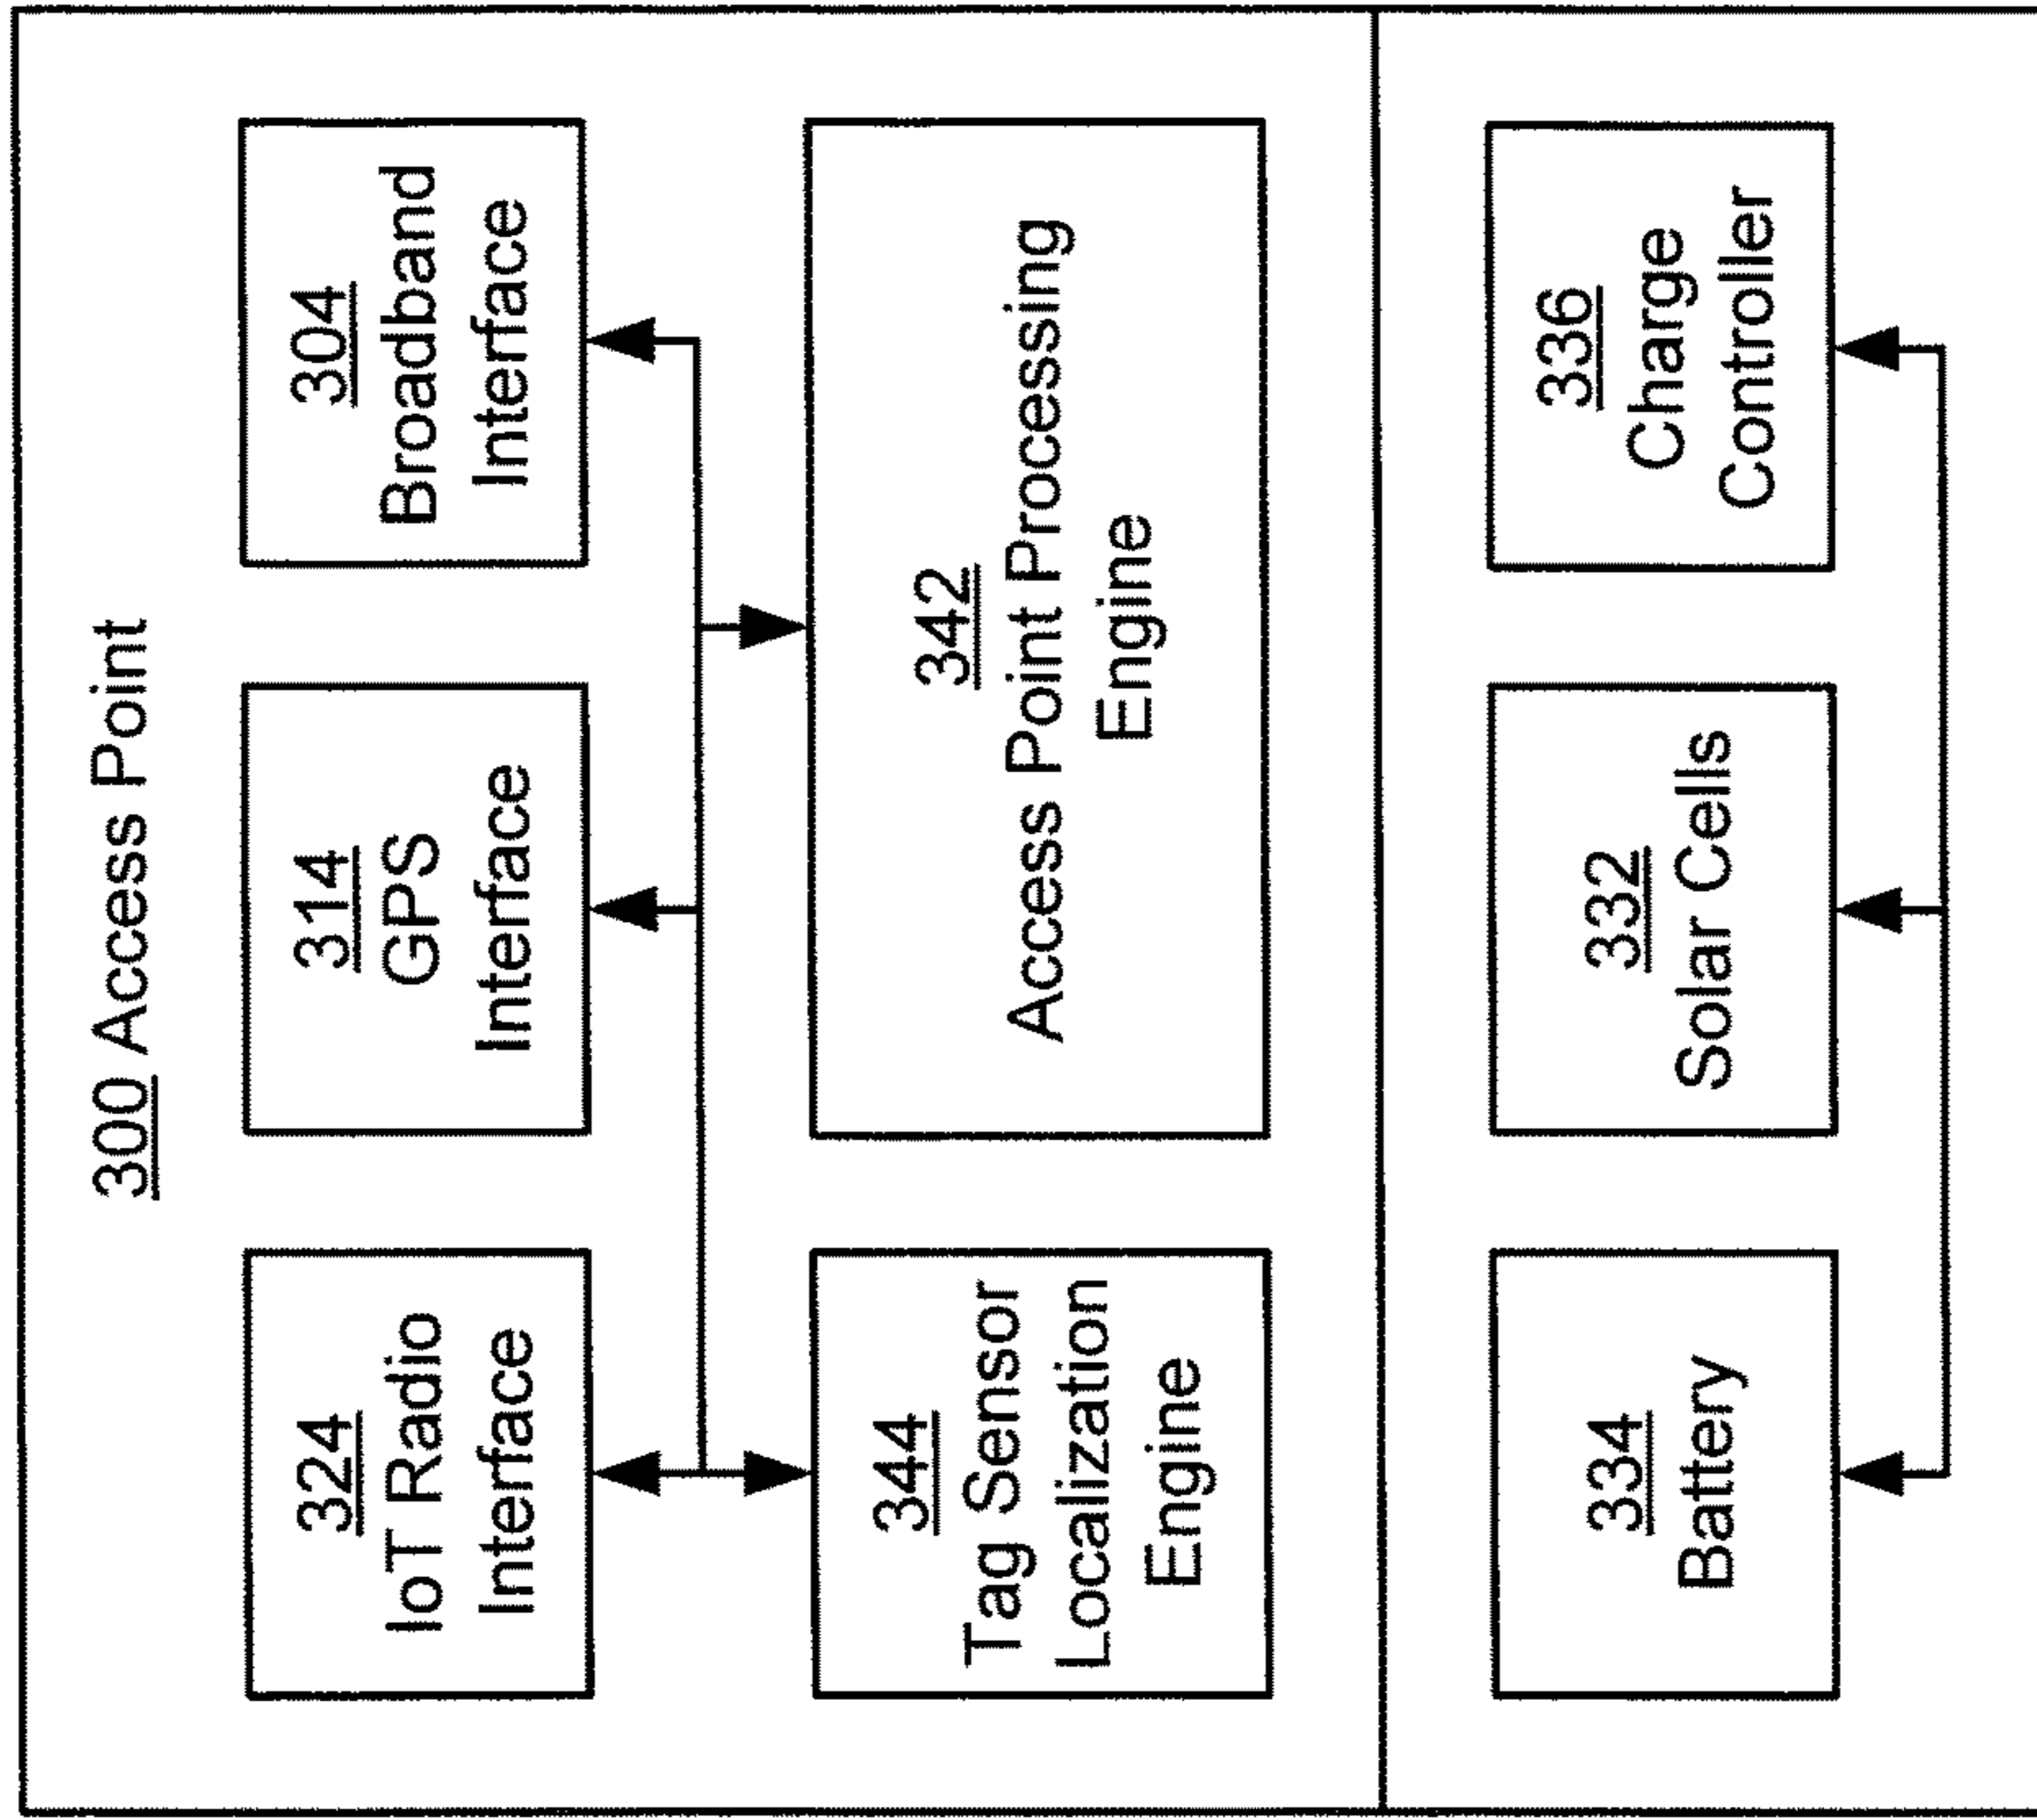 300 Access Point
324
IoT Radio
Interface
314
GPS
Interface
304
Broadband
Interface
344
Tag Sensor
Localization
Engine
342
Access Point Processing
Engine
334
Battery
332
Solar Cells
336
Charge
Controller